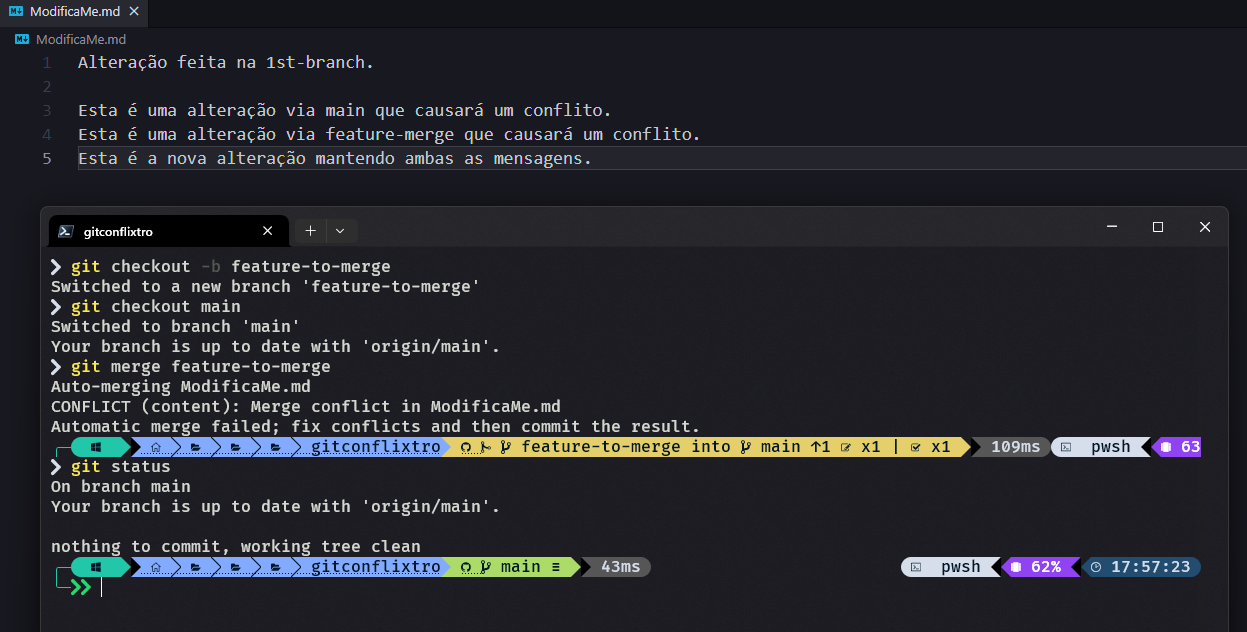 ModificaMe.md
ModificaMe.md
1 Alteração feita na 1st-branch.
2
3 Esta é uma alteração via main que causará um conflito.
4 Esta é uma alteração via feature-merge que causará um conflito.
5 Esta é a nova alteração mantendo ambas as mensagens.
gitconflixtro
❯ git checkout -b feature-to-merge
Switched to a new branch 'feature-to-merge'
❯ git checkout main
Switched to branch 'main'
Your branch is up to date with 'origin/main'.
❯ git merge feature-to-merge
Auto-merging ModificaMe.md
CONFLICT (content): Merge conflict in ModificaMe.md
Automatic merge failed; fix conflicts and then commit the result.
gitconflixtro feature-to-merge into main ↑1 x1 | x1 109ms pwsh 63
❯ git status
On branch main
Your branch is up to date with 'origin/main'.
nothing to commit, working tree clean
gitconflixtro main ≡ 43ms pwsh 62% 17:57:23